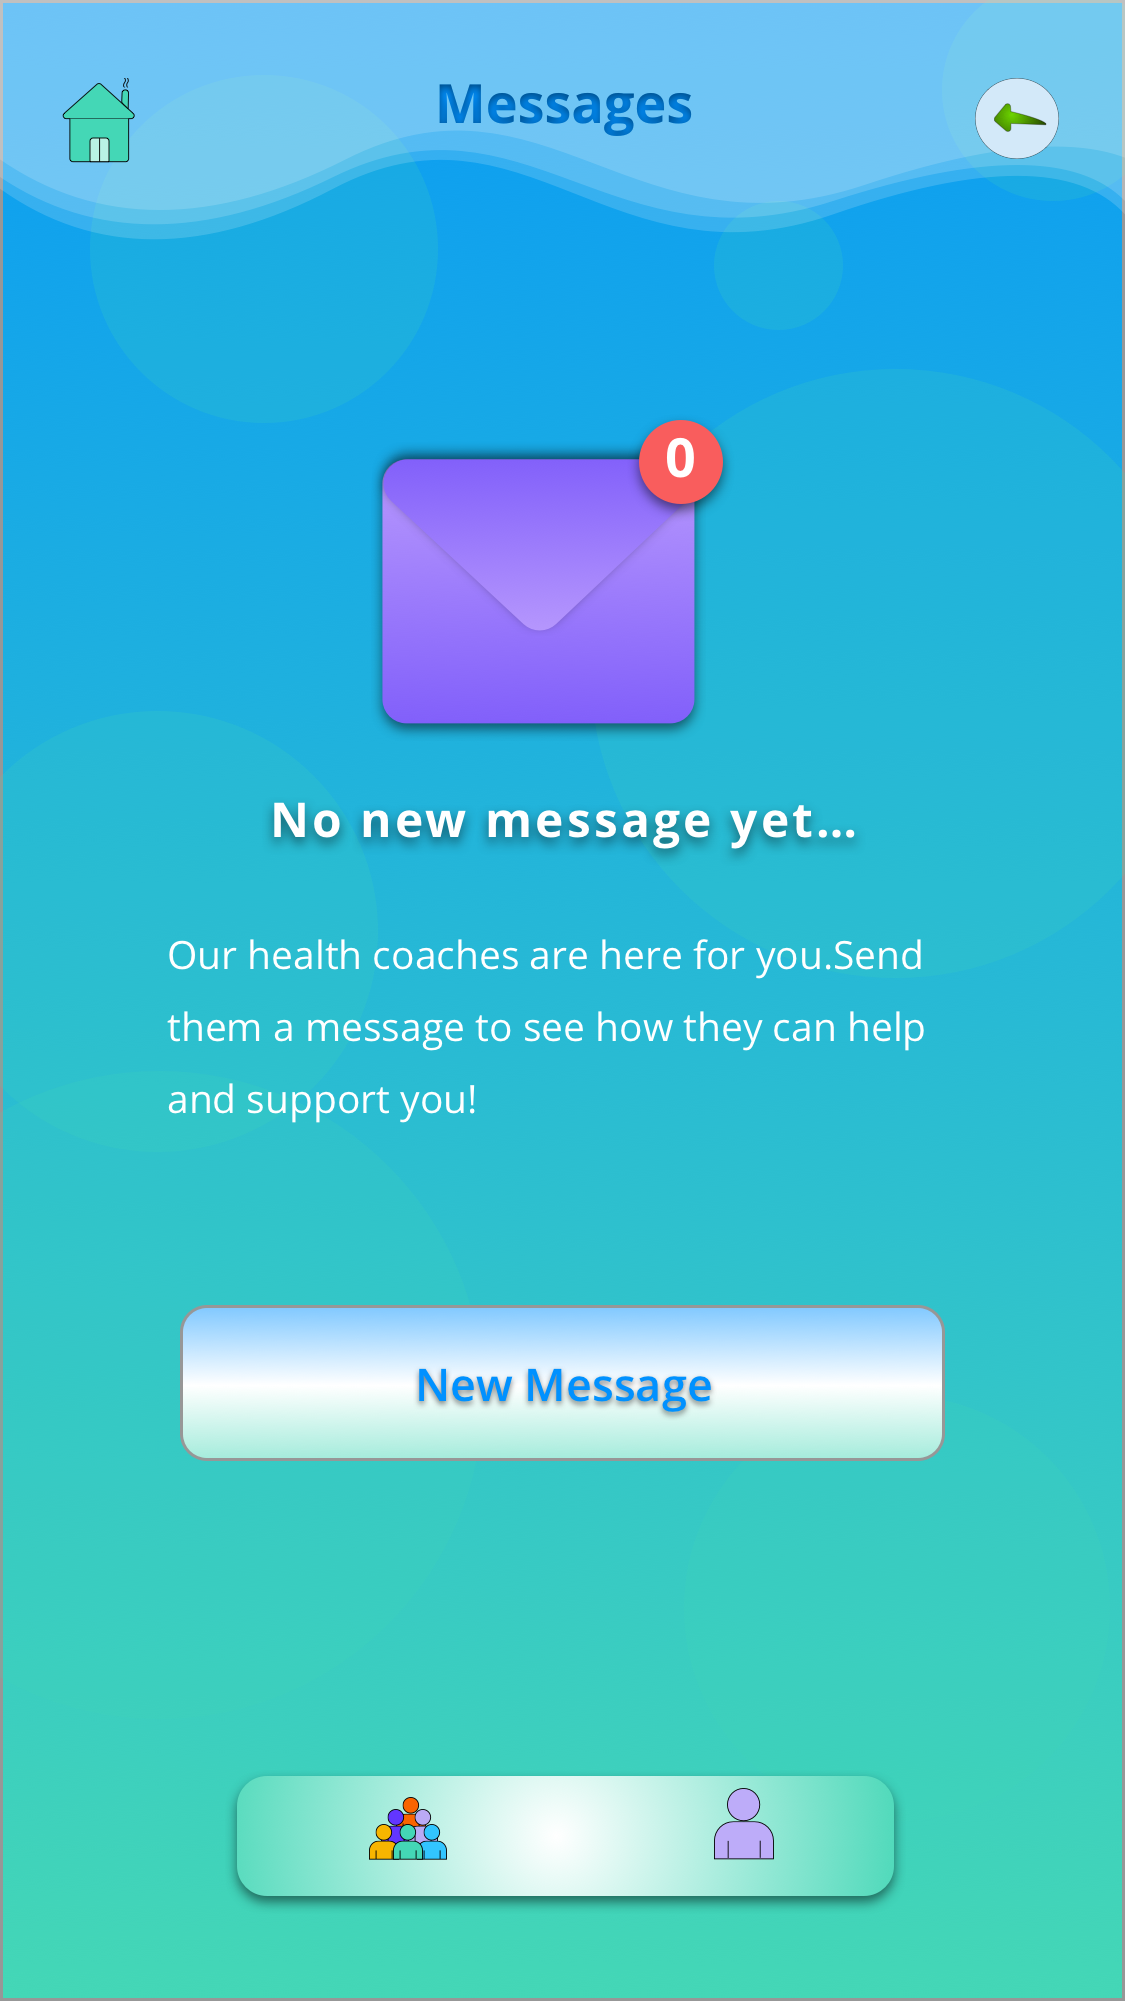 Messages
0
No new message yet...
Our health coaches are here for you.Send
them a message to see how they can help
and support you!
New Message